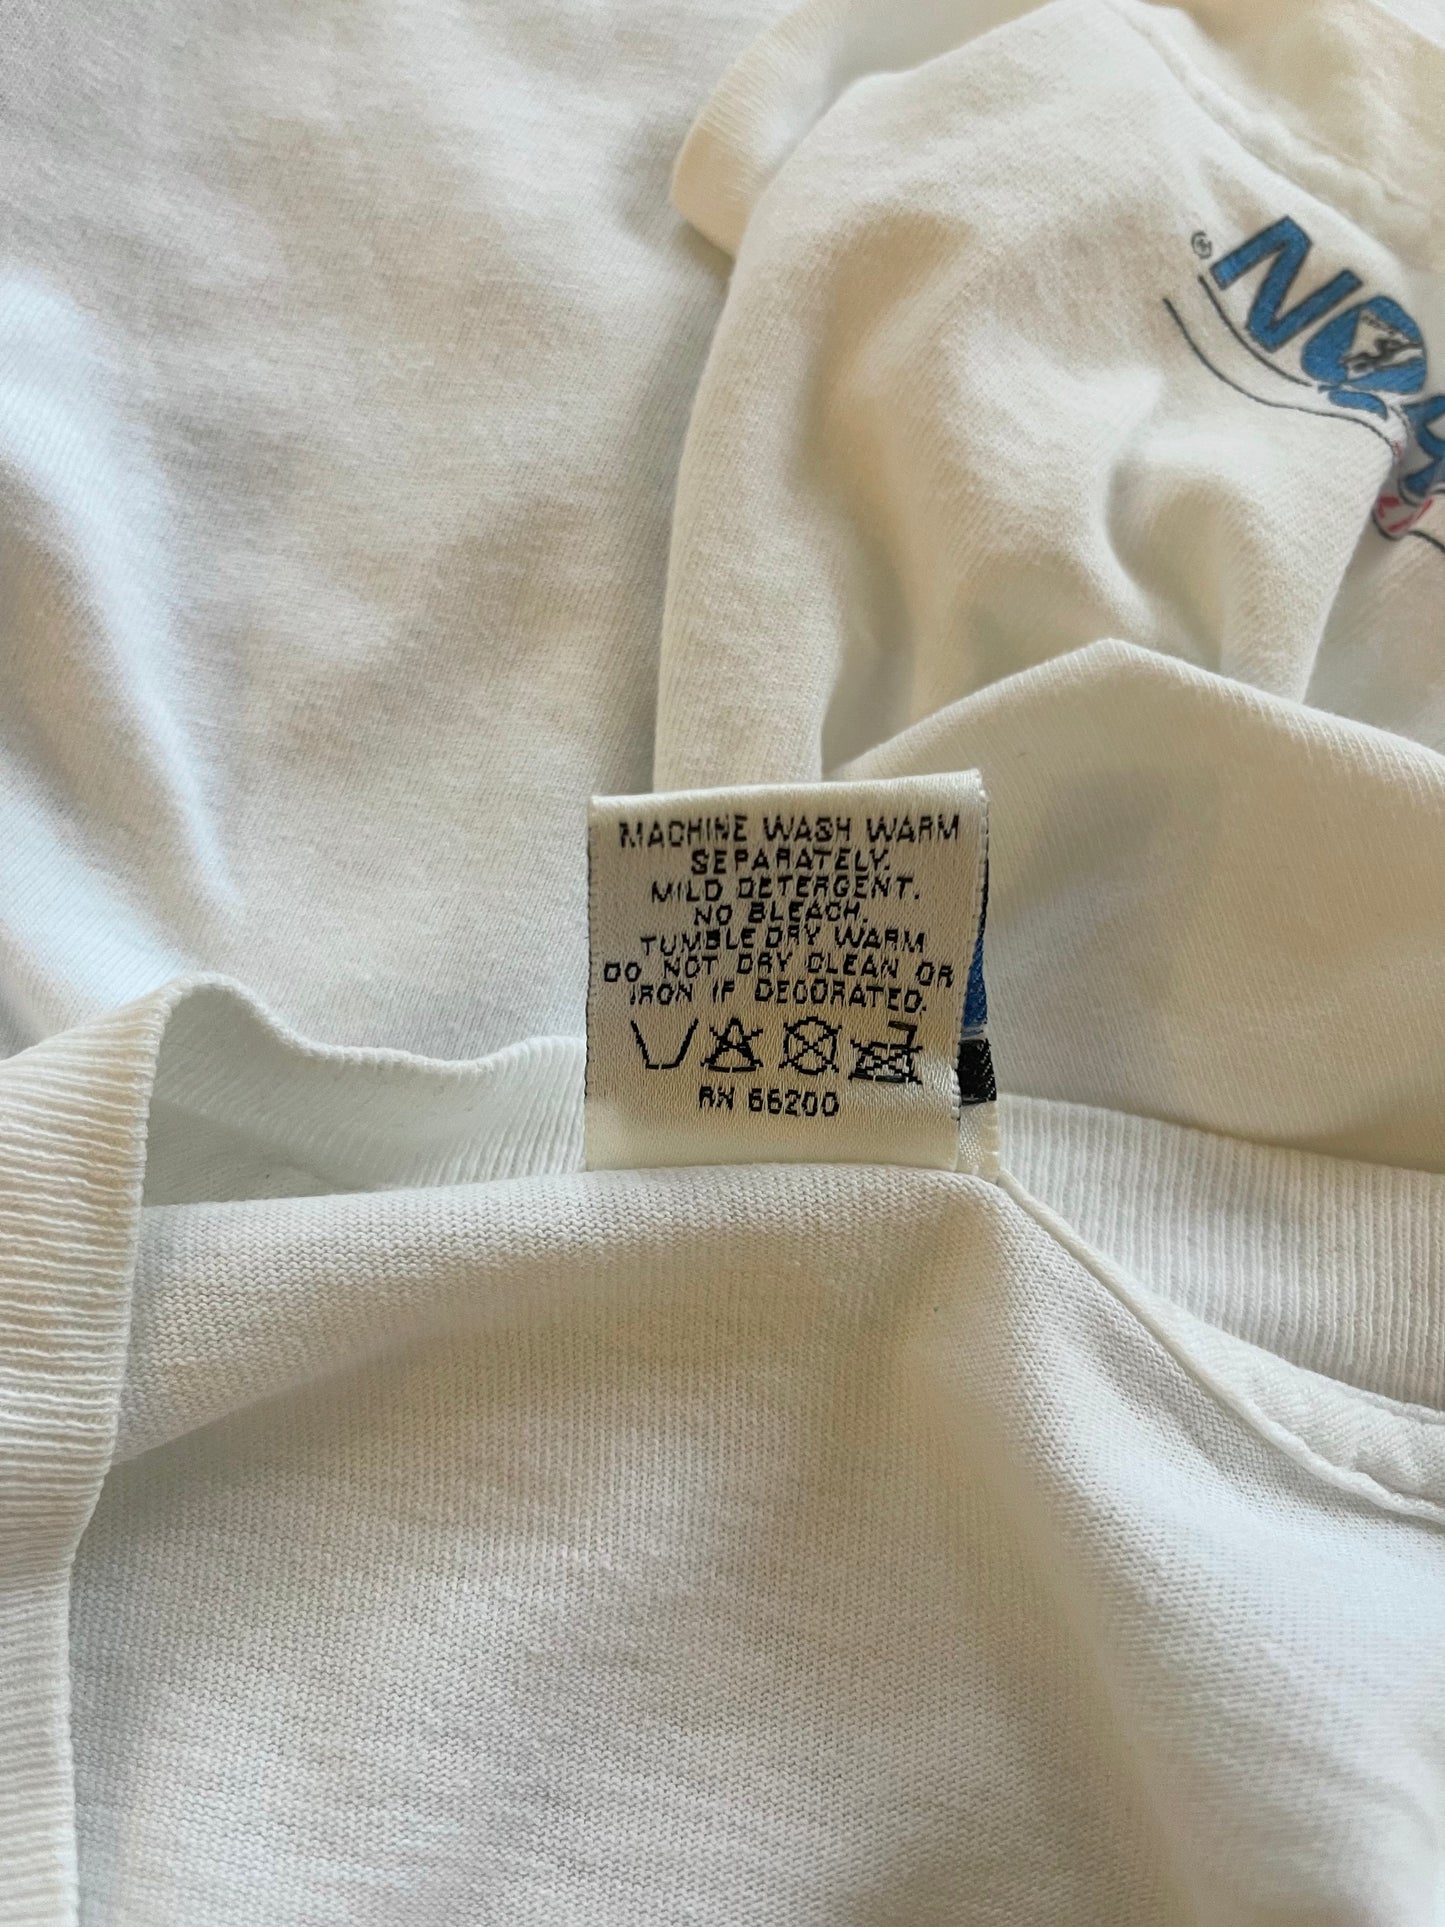 ®
MACHINE WASH WARM
SEPARATELY.
MILD DETERGENT.
NO BLEACH.
TUMBLE DRY WARM
DO NOT DRY CLEAN OR
IRON IF DECORATED.
RN 66200